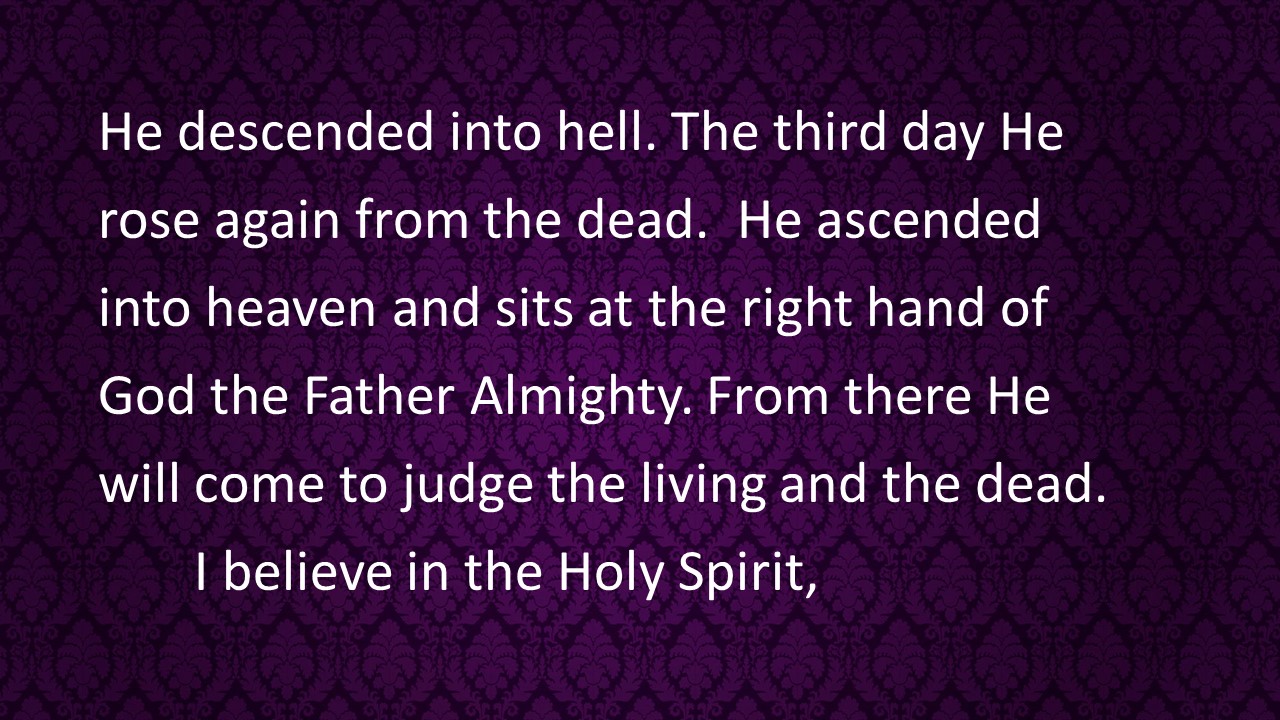 He descended into hell. The third day He
rose again from the dead.  He ascended
into heaven and sits at the right hand of
God the Father Almighty. From there He
will come to judge the living and the dead.
I believe in the Holy Spirit,